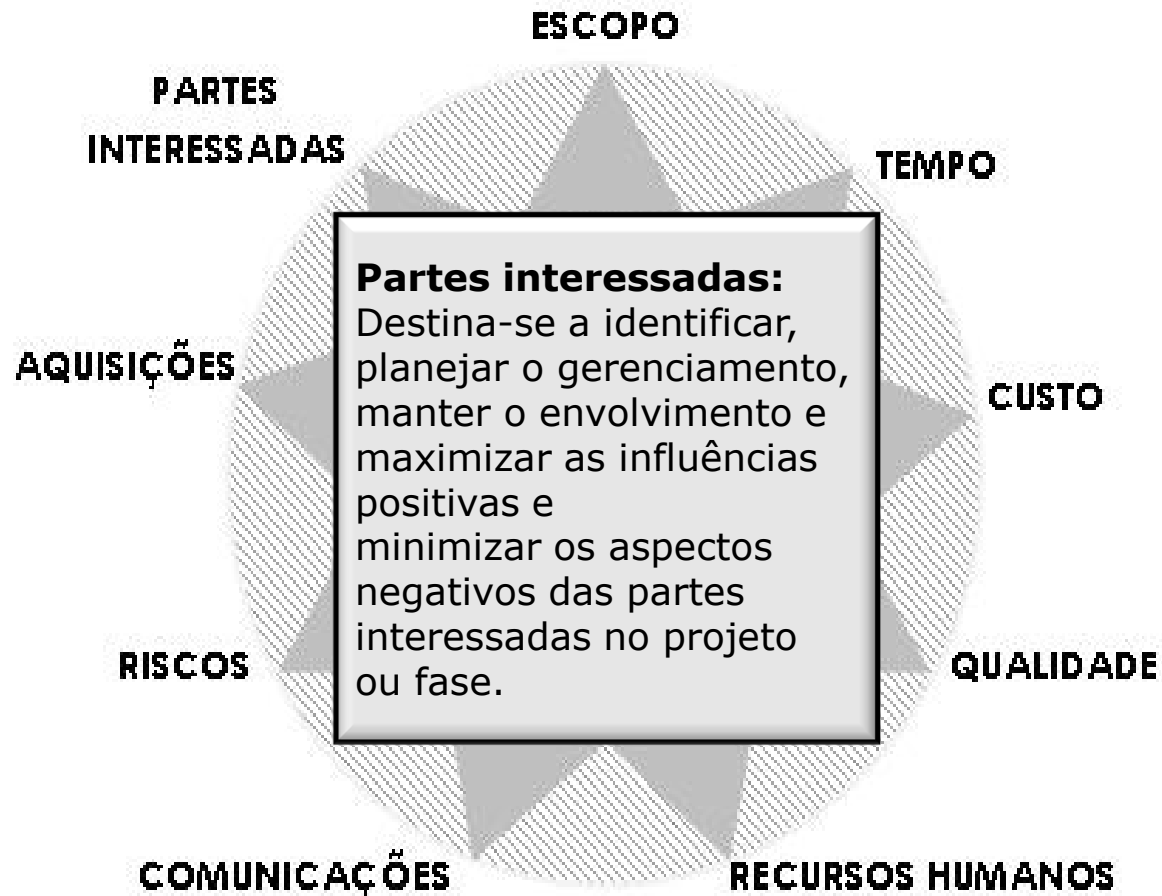 ESCOPO
PARTES
INTERESSADAS
TEMPO
Partes interessadas:
Destina-se a identificar,
planejar o gerenciamento,
manter o envolvimento e
maximizar as influências
positivas e
minimizar os aspectos
negativos das partes
interessadas no projeto
ou fase.
AQUISIÇÕES
CUSTO
RISCOS
QUALIDADE
COMUNICAÇÕES
RECURSOS HUMANOS